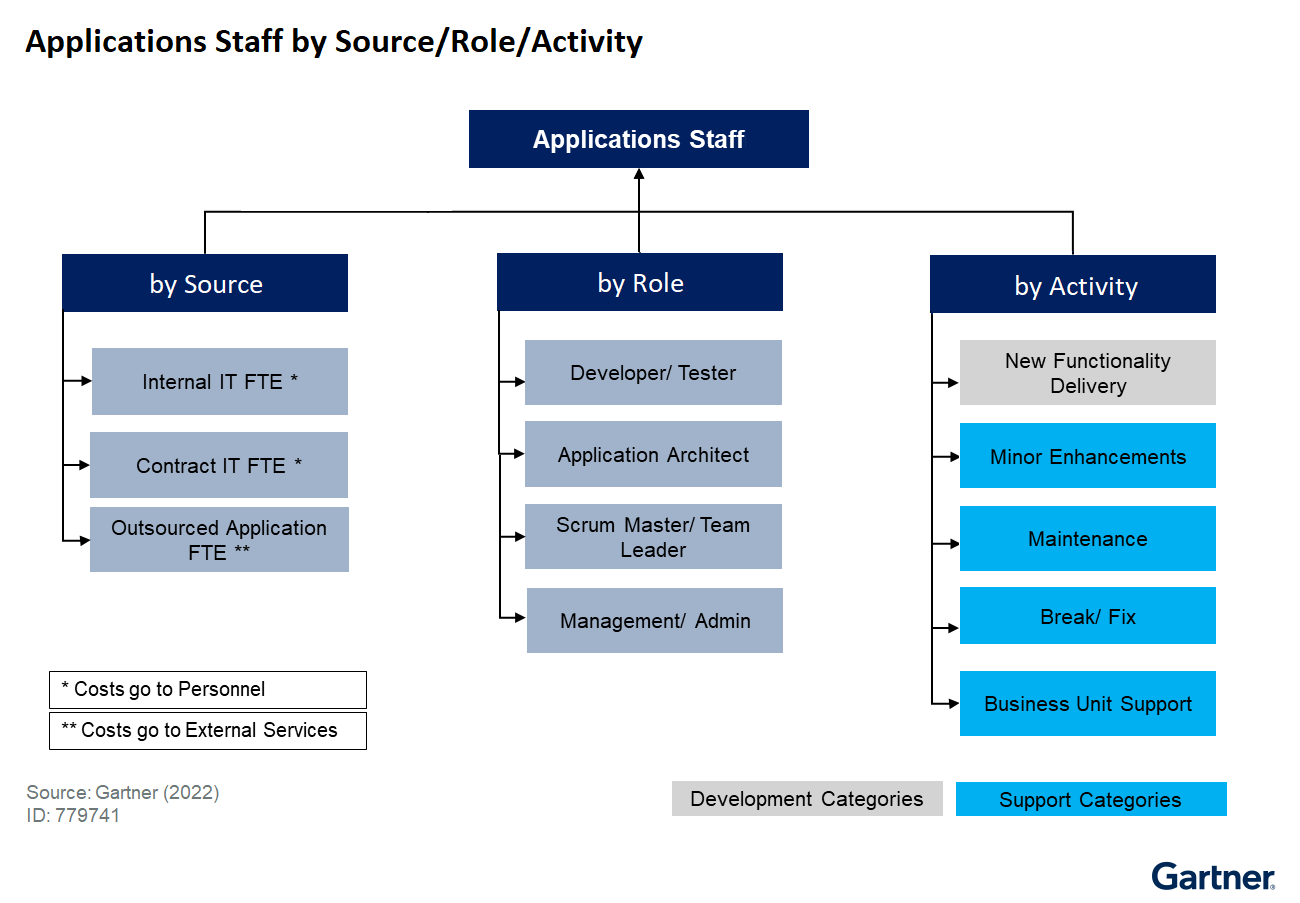 Applications Staff by Source/Role/Activity
Applications Staff
by Source
by Role
by Activity
Internal IT FTE *
Contract IT FTE *
Outsourced Application
FTE **
Developer/ Tester
Application Architect
Scrum Master/ Team
Leader
Management/ Admin
New Functionality
Delivery
Minor Enhancements
Maintenance
Break/ Fix
Business Unit Support
* Costs go to Personnel
** Costs go to External Services
Source: Gartner (2022)
ID: 779741
Development Categories
Support Categories
Gartner®